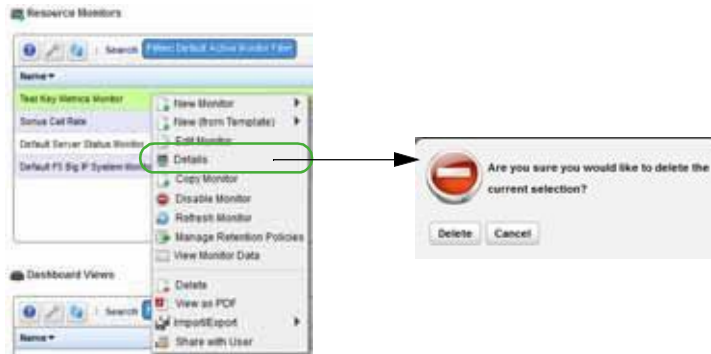 Resource Monitors
Search Filter: Default Active Monitor Filter
Name
Test Key Metrics Monitor
Sonus Call Rate
Default Server Status Monitor
Default F5 Big IP System
New Monitor
New (from Template)
Edit Monitor
Details
Copy Monitor
Disable Monitor
Refresh Monitor
Manage Retention Policies
View Monitor Data
Delete
View as PDF
Import/Export
Share with User
Dashboard Views
Search
Name
Are you sure you would like to delete the
current selection?
Delete Cancel